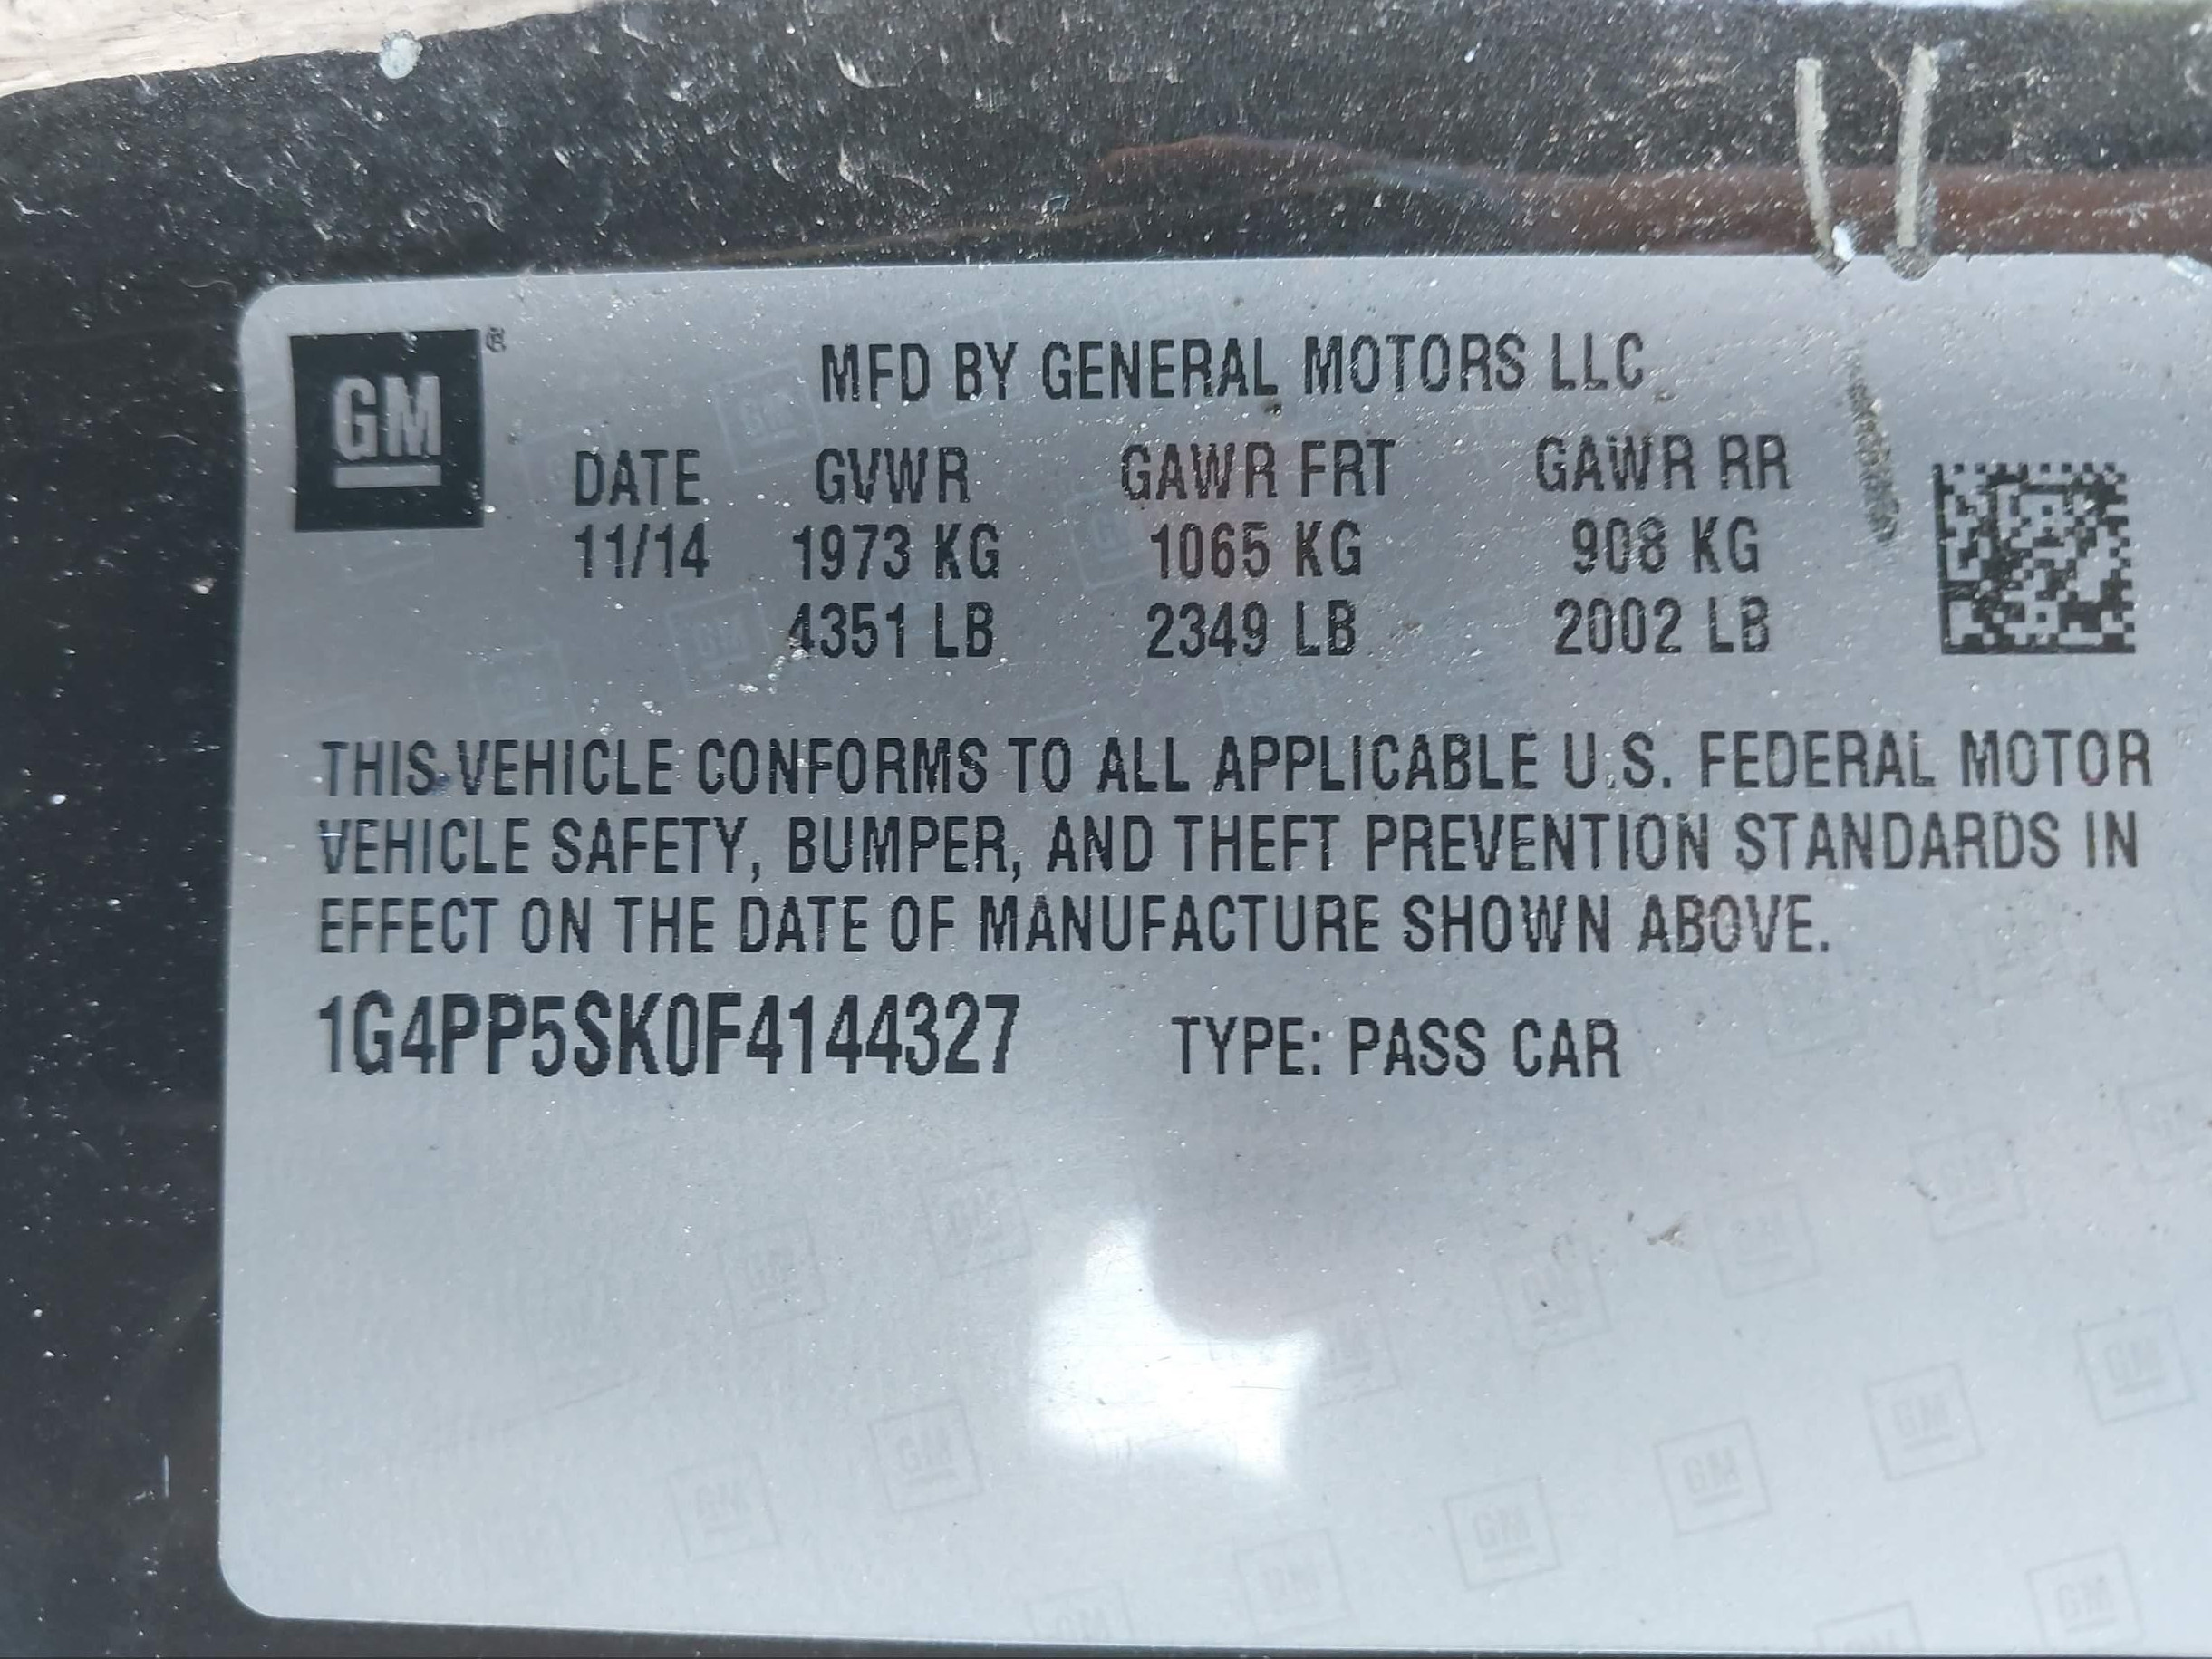 GM®
MFD BY GENERAL MOTORS LLC
DATE GVWR GAWR FRT GAWR RR
11/14 1973 KG 1065 KG 908 KG
4351 LB 2349 LB 2002 LB
THIS VEHICLE CONFORMS TO ALL APPLICABLE U.S. FEDERAL MOTOR
VEHICLE SAFETY, BUMPER, AND THEFT PREVENTION STANDARDS IN
EFFECT ON THE DATE OF MANUFACTURE SHOWN ABOVE.
1G4PP5SK0F4144327 TYPE: PASS CAR